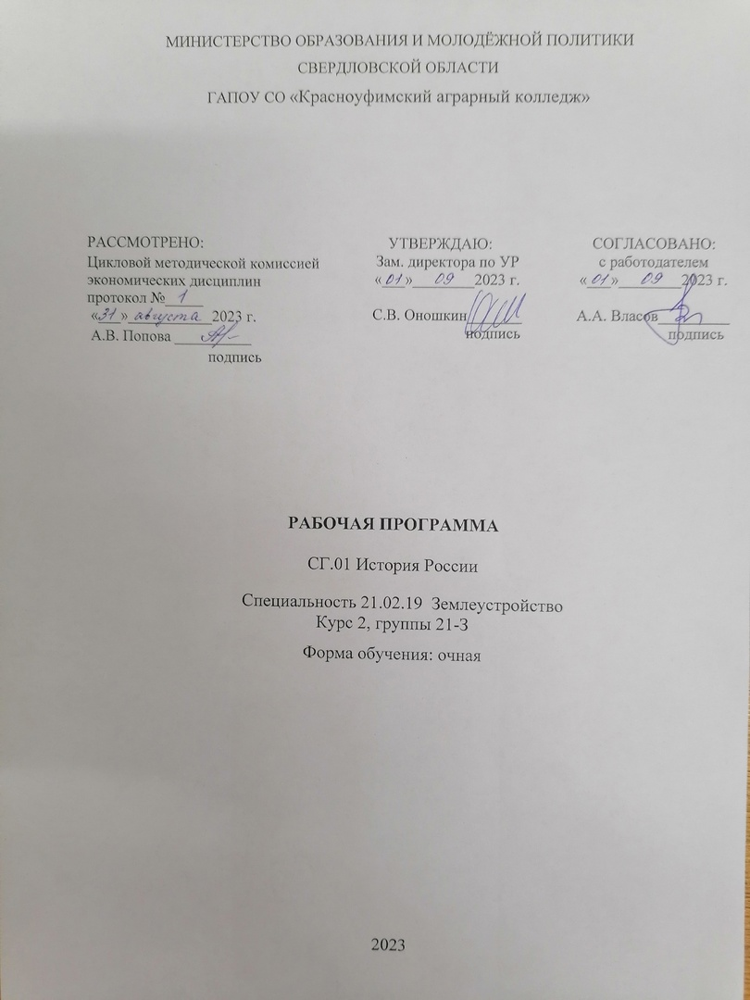 МИНИСТЕРСТВО ОБРАЗОВАНИЯ И МОЛОДЁЖНОЙ ПОЛИТИКИ
СВЕРДЛОВСКОЙ ОБЛАСТИ
ГАПОУ СО «Красноуфимский аграрный колледж»
РАССМОТРЕНО:
Цикловой методической комиссией
экономических дисциплин
протокол № 1
«31» августа 2023 г.
А.В. Попова
подпись
УТВЕРЖДАЮ:
Зам. директора по УР
«01» 09 2023 г.
С.В. Оношкин
подпись
СОГЛАСОВАНО:
с работодателем
«01» 09 2023 г.
А.А. Власов
подпись
РАБОЧАЯ ПРОГРАММА
СГ.01 История России
Специальность 21.02.19 Землеустройство
Курс 2, группы 21-З
Форма обучения: очная
2023